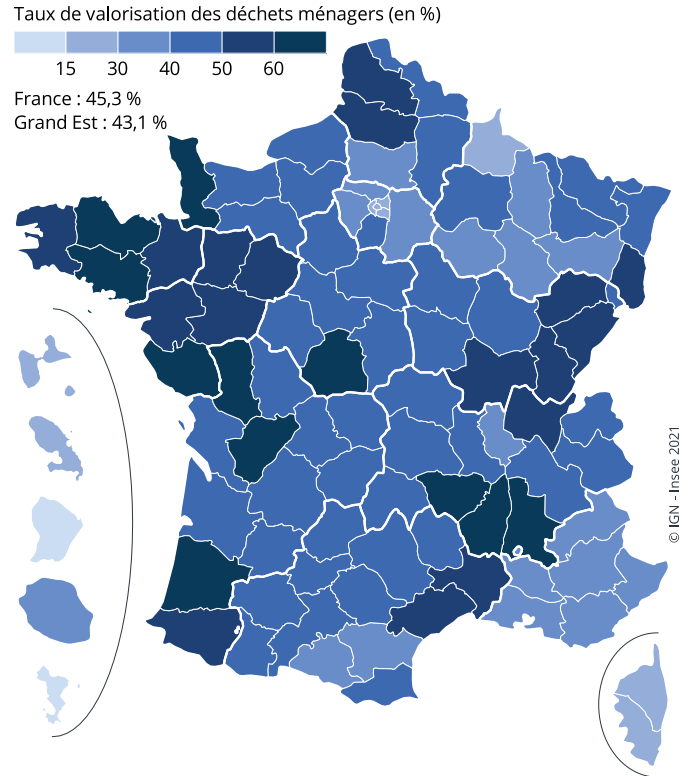 Taux de valorisation des déchets ménagers (en %)
15 30 40 50 60
France : 45,3 %
Grand Est : 43,1 %
© IGN - Insee 2021